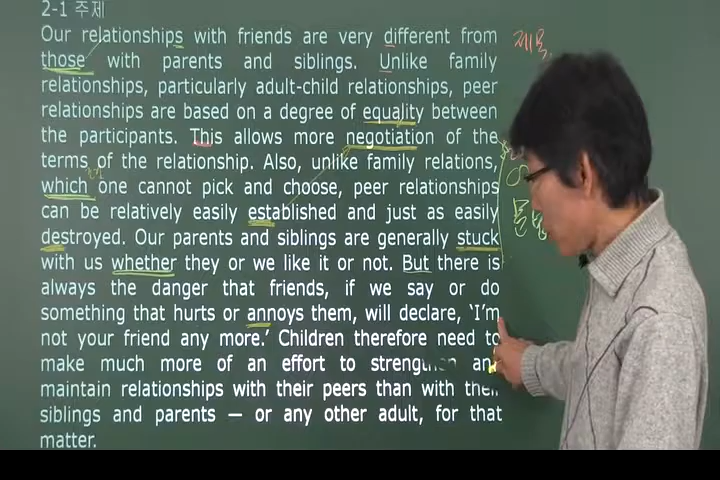 2-1 주제
Our relationships with friends are very different from
those with parents and siblings. Unlike family
relationships, particularly adult-child relationships, peer
relationships are based on a degree of equality between
the participants. This allows more negotiation of the
terms of the relationship. Also, unlike family relations,
which one cannot pick and choose, peer relationships
can be relatively easily established and just as easily
destroyed. Our parents and siblings are generally stuck
with us whether they or we like it or not. But there is
always the danger that friends, if we say or do
something that hurts or annoys them, will declare, ‘I’m
not your friend any more.’ Children therefore need to
make much more of an effort to strengthen and
maintain relationships with their peers than with their
siblings and parents — or any other adult, for that
matter.